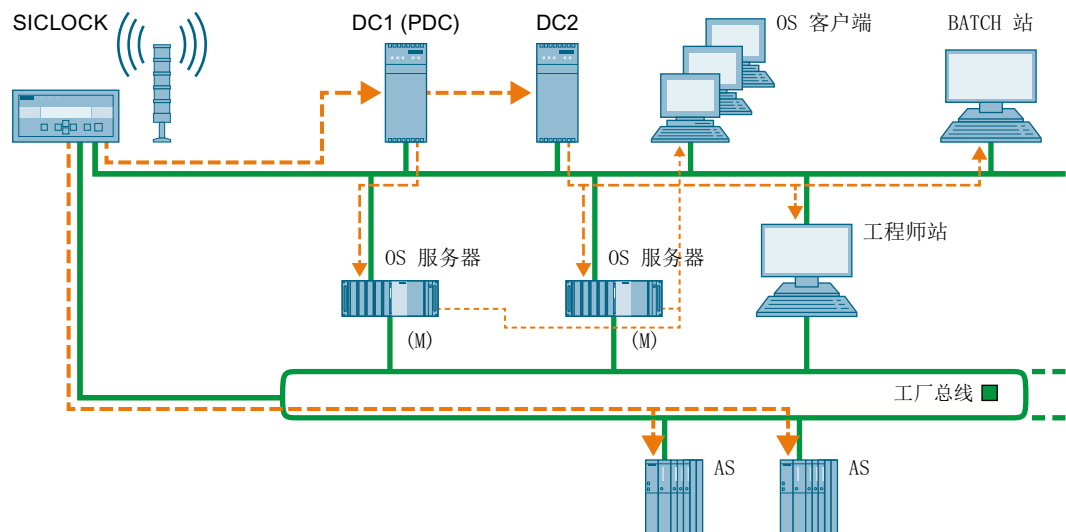 SICLOCK
DC1 (PDC)
DC2
OS 客户端
BATCH 站
工程师站
OS 服务器
OS 服务器
(M)
(M)
工厂总线
AS
AS